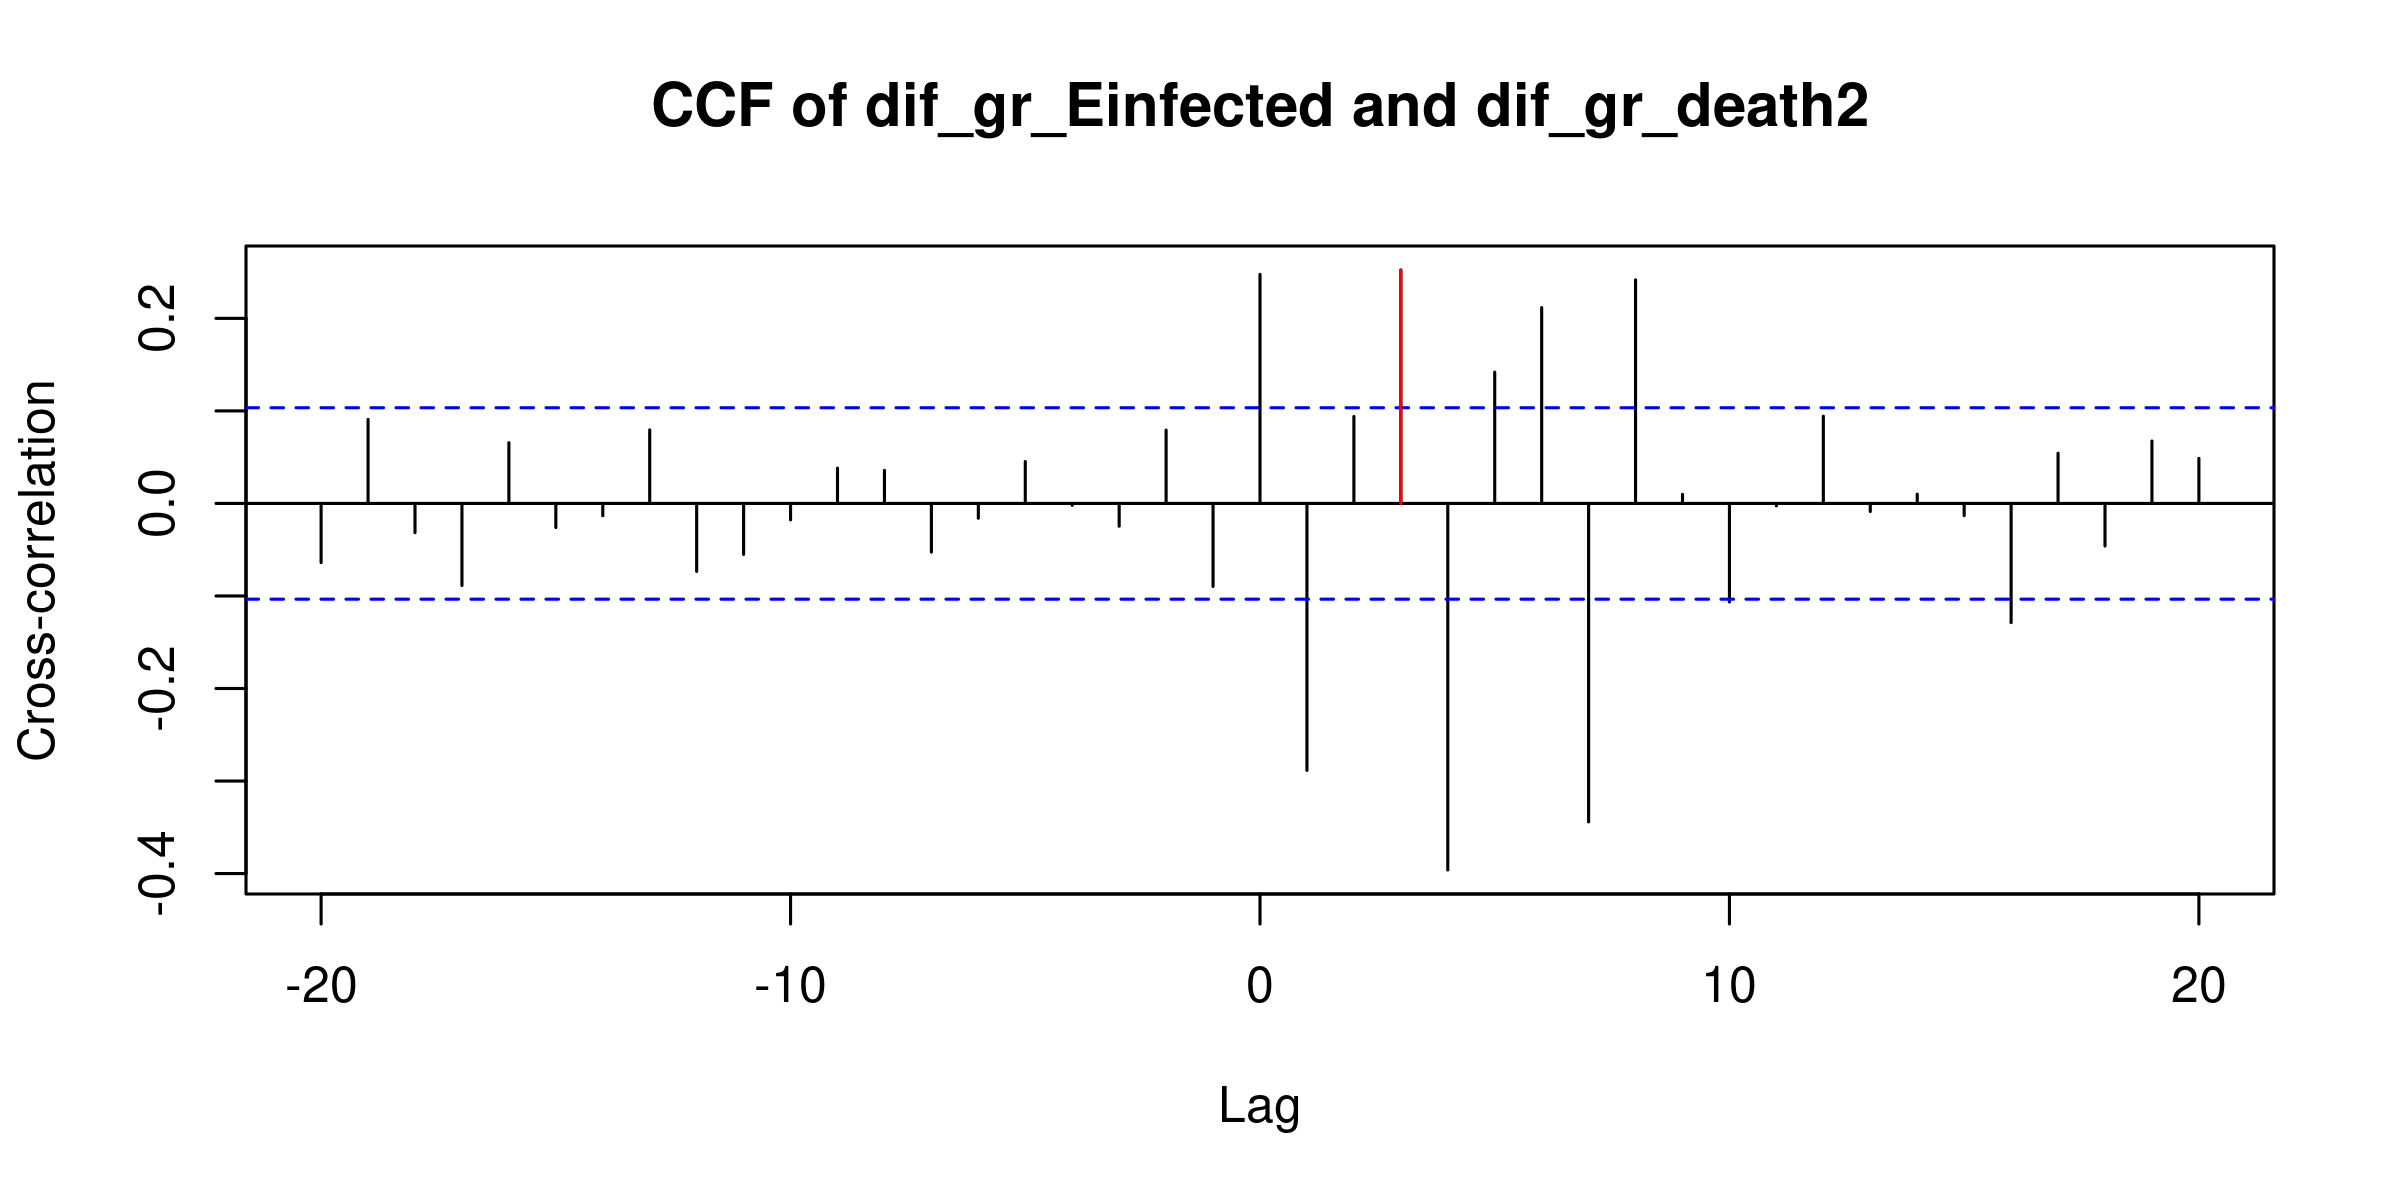 CCF of dif_gr_Einfected and dif_gr_death2
Cross-correlation
0.2
0.0
-0.2
-0.4
-20 -10 0 10 20
Lag